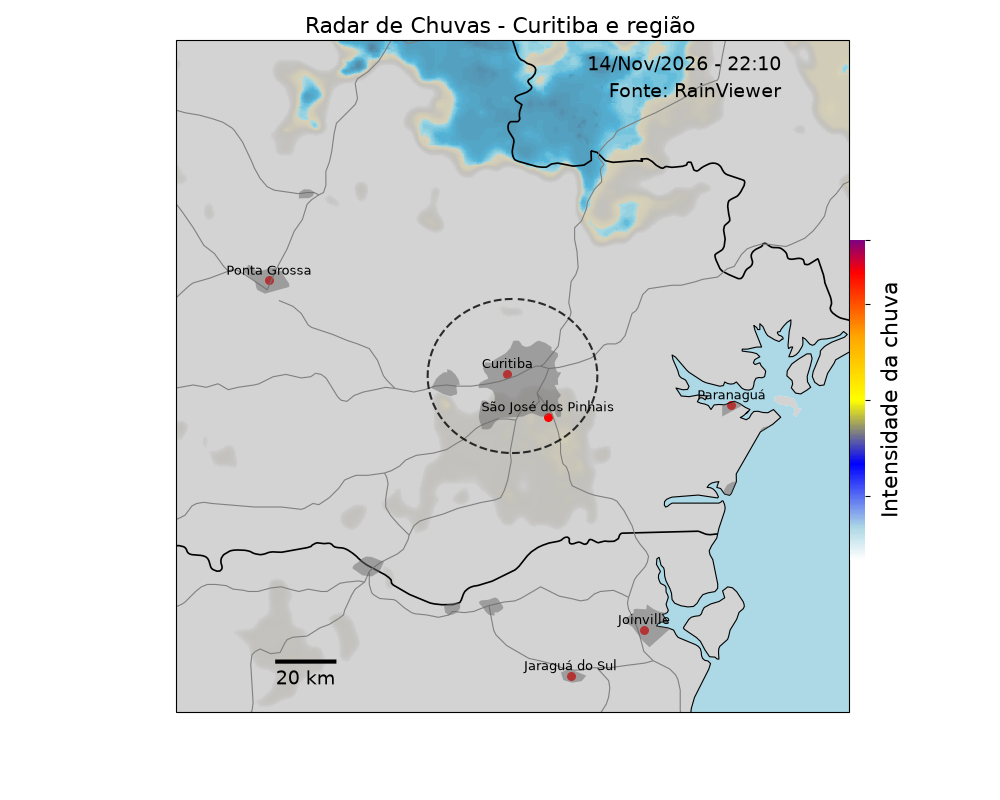 Radar de Chuvas - Curitiba e região
14/Nov/2026 - 22:10
Fonte: RainViewer
Ponta Grossa
Curitiba
Paranaguá
São José dos Pinhais
Intensidade da chuva
Joinville
Jaraguá do Sul
20 km